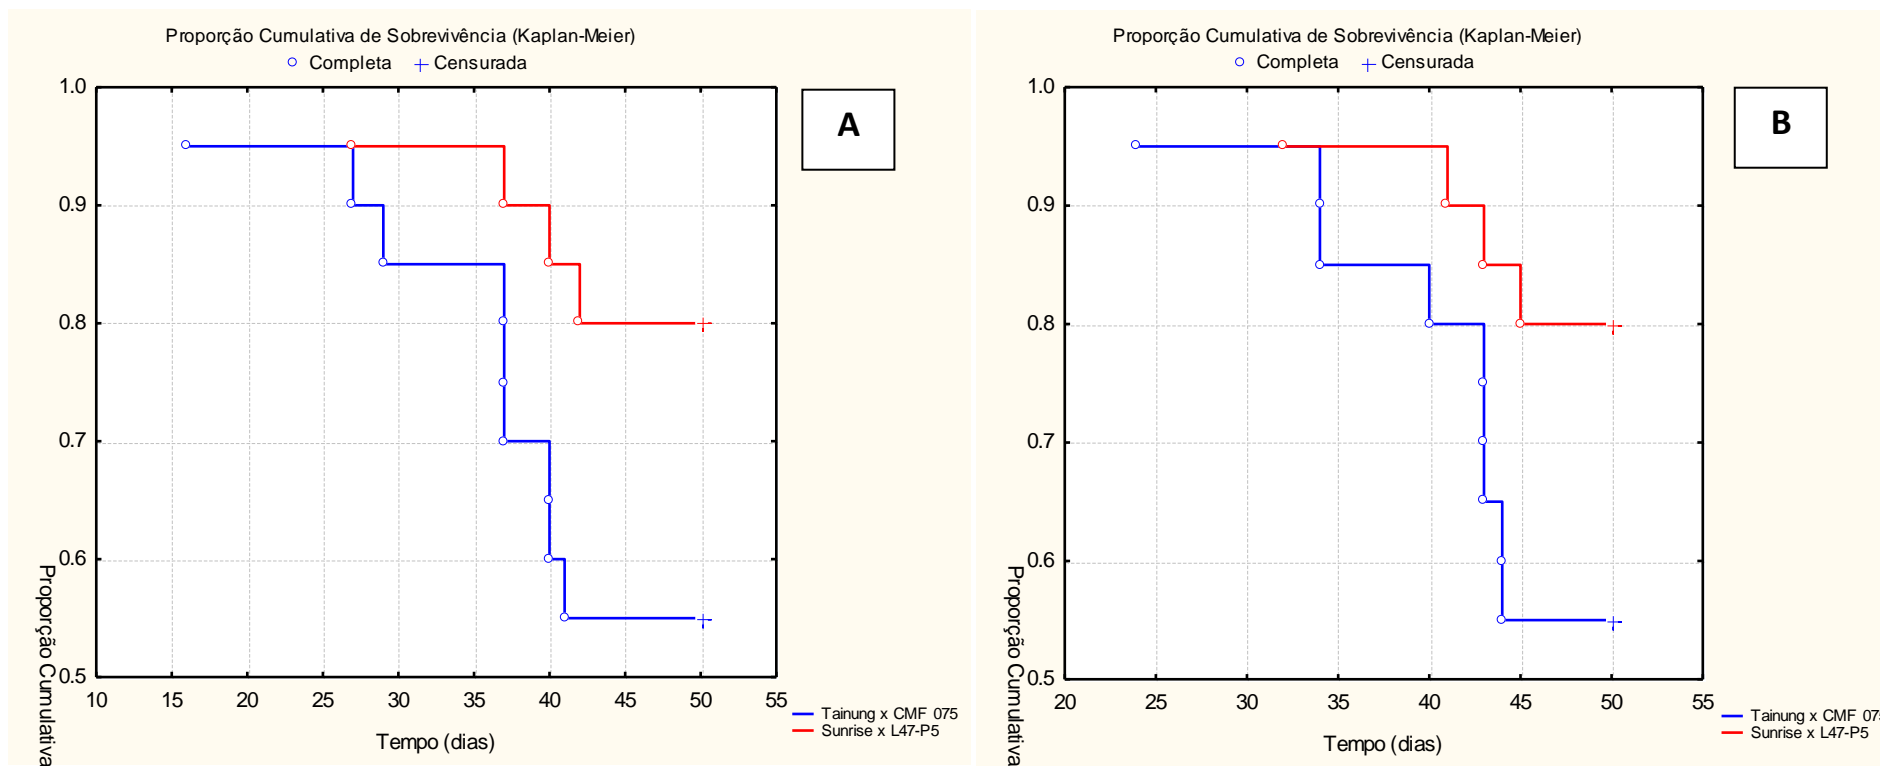 Proporção Cumulativa de Sobrevivência (Kaplan-Meier)
Completa Censurada
A
1.0
0.9
0.8
0.7
0.6
0.5
10 15 20 25 30 35 40 45 50 55
Tempo (dias)
Proporção Cumulativa
Tainung x CMF 075
Sunrise x L47-P5
Proporção Cumulativa de Sobrevivência (Kaplan-Meier)
Completa Censurada
B
1.0
0.9
0.8
0.7
0.6
0.5
20 25 30 35 40 45 50 55
Tempo (dias)
Proporção Cumulativa
Tainung x CMF 075
Sunrise x L47-P5